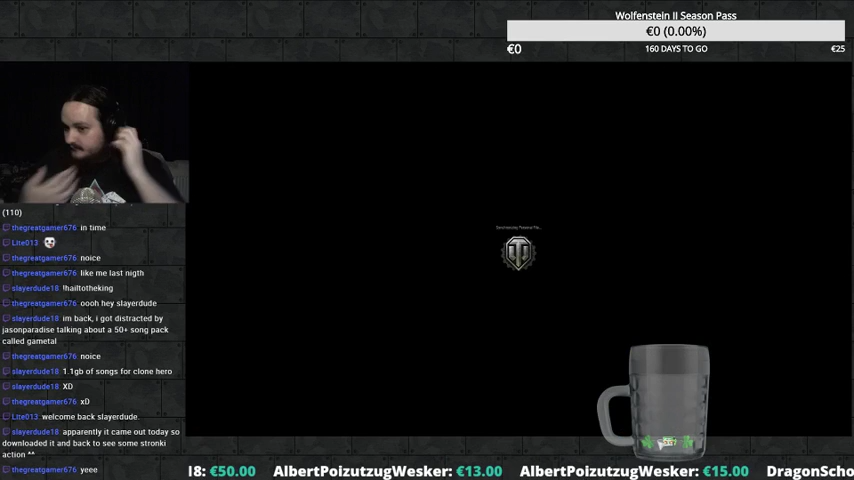 Wolfenstein II Season Pass
€0 (0.00%)
€0
160 DAYS TO GO
€25
(110)
thegreatgamer676 in time
Lite013
thegreatgamer676: noice
thegreatgamer676: like me last nigth
slayerdude18: !hailtotheking
thegreatgamer676: oooh hey slayerdude
slayerdude18: im back, i got distracted by
jasonparadise talking about a 50+ song pack
called gametal
thegreatgamer676: noice
slayerdude18: 1.1gb of songs for clone hero
slayerdude18: XD
thegreatgamer676: xD
Lite013: welcome back slayerdude.
slayerdude18: apparently it came out today so
downloaded it and back to see some stronki
action ^^
thegreatgamer676: yeee
l8: €50.00 AlbertPoizutzugWesker: €13.00 AlbertPoizutzugWesker: €15.00 DragonScho